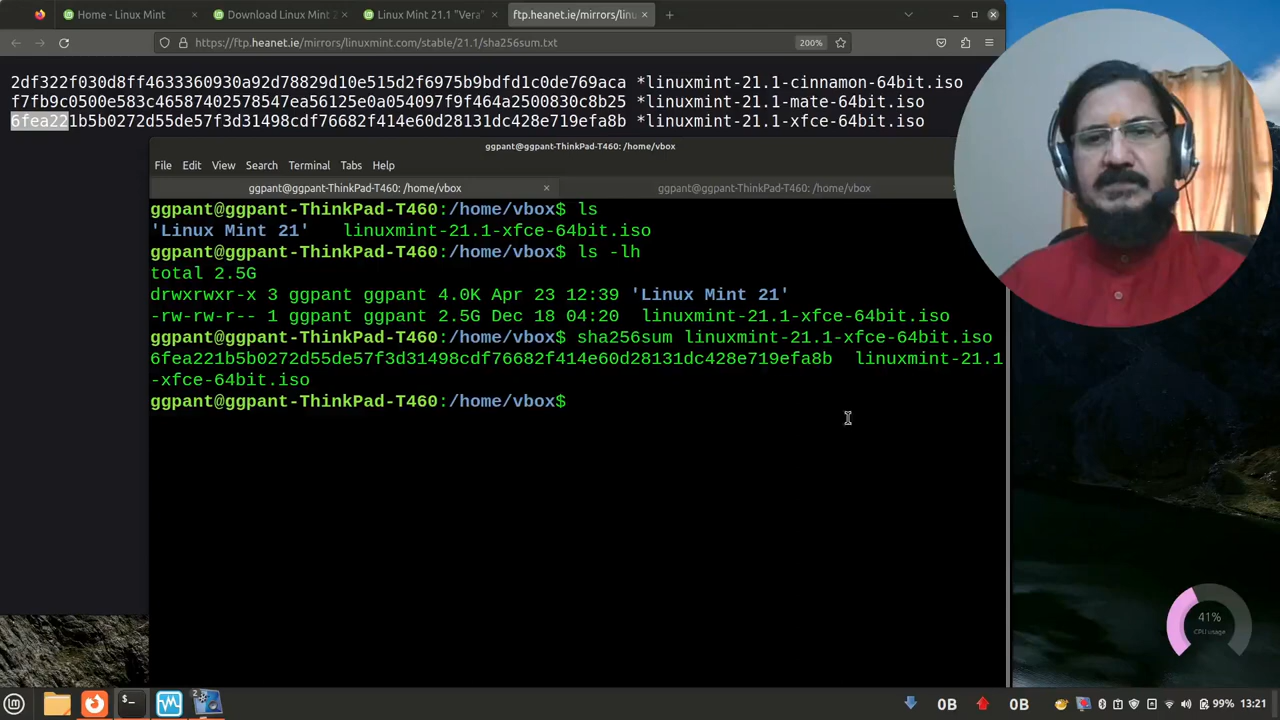 Home - Linux Mint
Download Linux Mint 2
Linux Mint 21.1 "Vera"
ftp.heanet.ie/mirrors/linu
https://ftp.heanet.ie/mirrors/linuxmint.com/stable/21.1/sha256sum.txt
200%
2df322f030d8ff4633360930a92d78829d10e515d2f6975b9bdfd1c0de769aca *linuxmint-21.1-cinnamon-64bit.iso
f7fb9c0500e583c46587402578547ea56125e0a054097f9f464a2500830c8b25 *linuxmint-21.1-mate-64bit.iso
6fea221b5b0272d55de57f3d31498cdf76682f414e60d28131dc428e719efa8b *linuxmint-21.1-xfce-64bit.iso
ggpant@ggpant-ThinkPad-T460: /home/vbox
File Edit View Search Terminal Tabs Help
ggpant@ggpant-ThinkPad-T460: /home/vbox
ggpant@ggpant-ThinkPad-T460: /home/vbox
ggpant@ggpant-ThinkPad-T460:/home/vbox$ ls
'Linux Mint 21' linuxmint-21.1-xfce-64bit.iso
ggpant@ggpant-ThinkPad-T460:/home/vbox$ ls -lh
total 2.5G
drwxrwxr-x 3 ggpant ggpant 4.0K Apr 23 12:39 'Linux Mint 21'
-rw-rw-r-- 1 ggpant ggpant 2.5G Dec 18 04:20 linuxmint-21.1-xfce-64bit.iso
ggpant@ggpant-ThinkPad-T460:/home/vbox$ sha256sum linuxmint-21.1-xfce-64bit.iso
6fea221b5b0272d55de57f3d31498cdf76682f414e60d28131dc428e719efa8b linuxmint-21.1
-xfce-64bit.iso
ggpant@ggpant-ThinkPad-T460:/home/vbox$
41%
CPU usage
0B 0B 99% 13:21